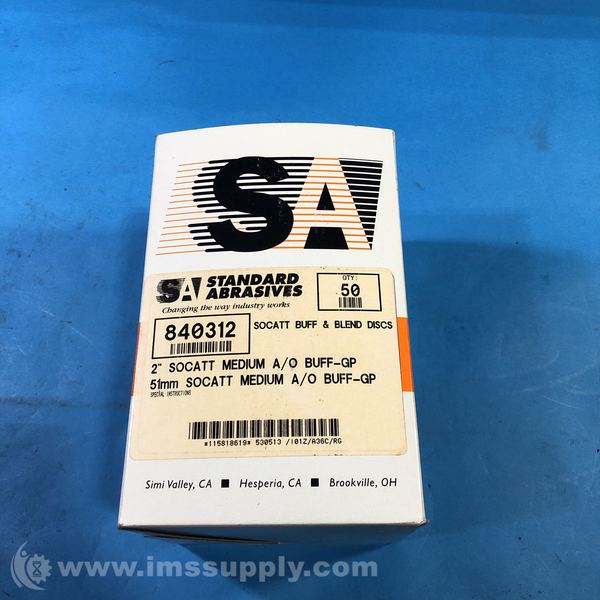 SA
SA STANDARD ABRASIVES
Changing the way industry works
QTY:
50
840312
SOCATT BUFF & BLEND DISCS
2" SOCATT MEDIUM A/O BUFF-GP
51mm SOCATT MEDIUM A/O BUFF-GP
SPECIAL INSTRUCTIONS
*115818619* 530513 /I01Z/A36C/RG
Simi Valley, CA ■ Hesperia, CA ■ Brookville, OH
www.imssupply.com